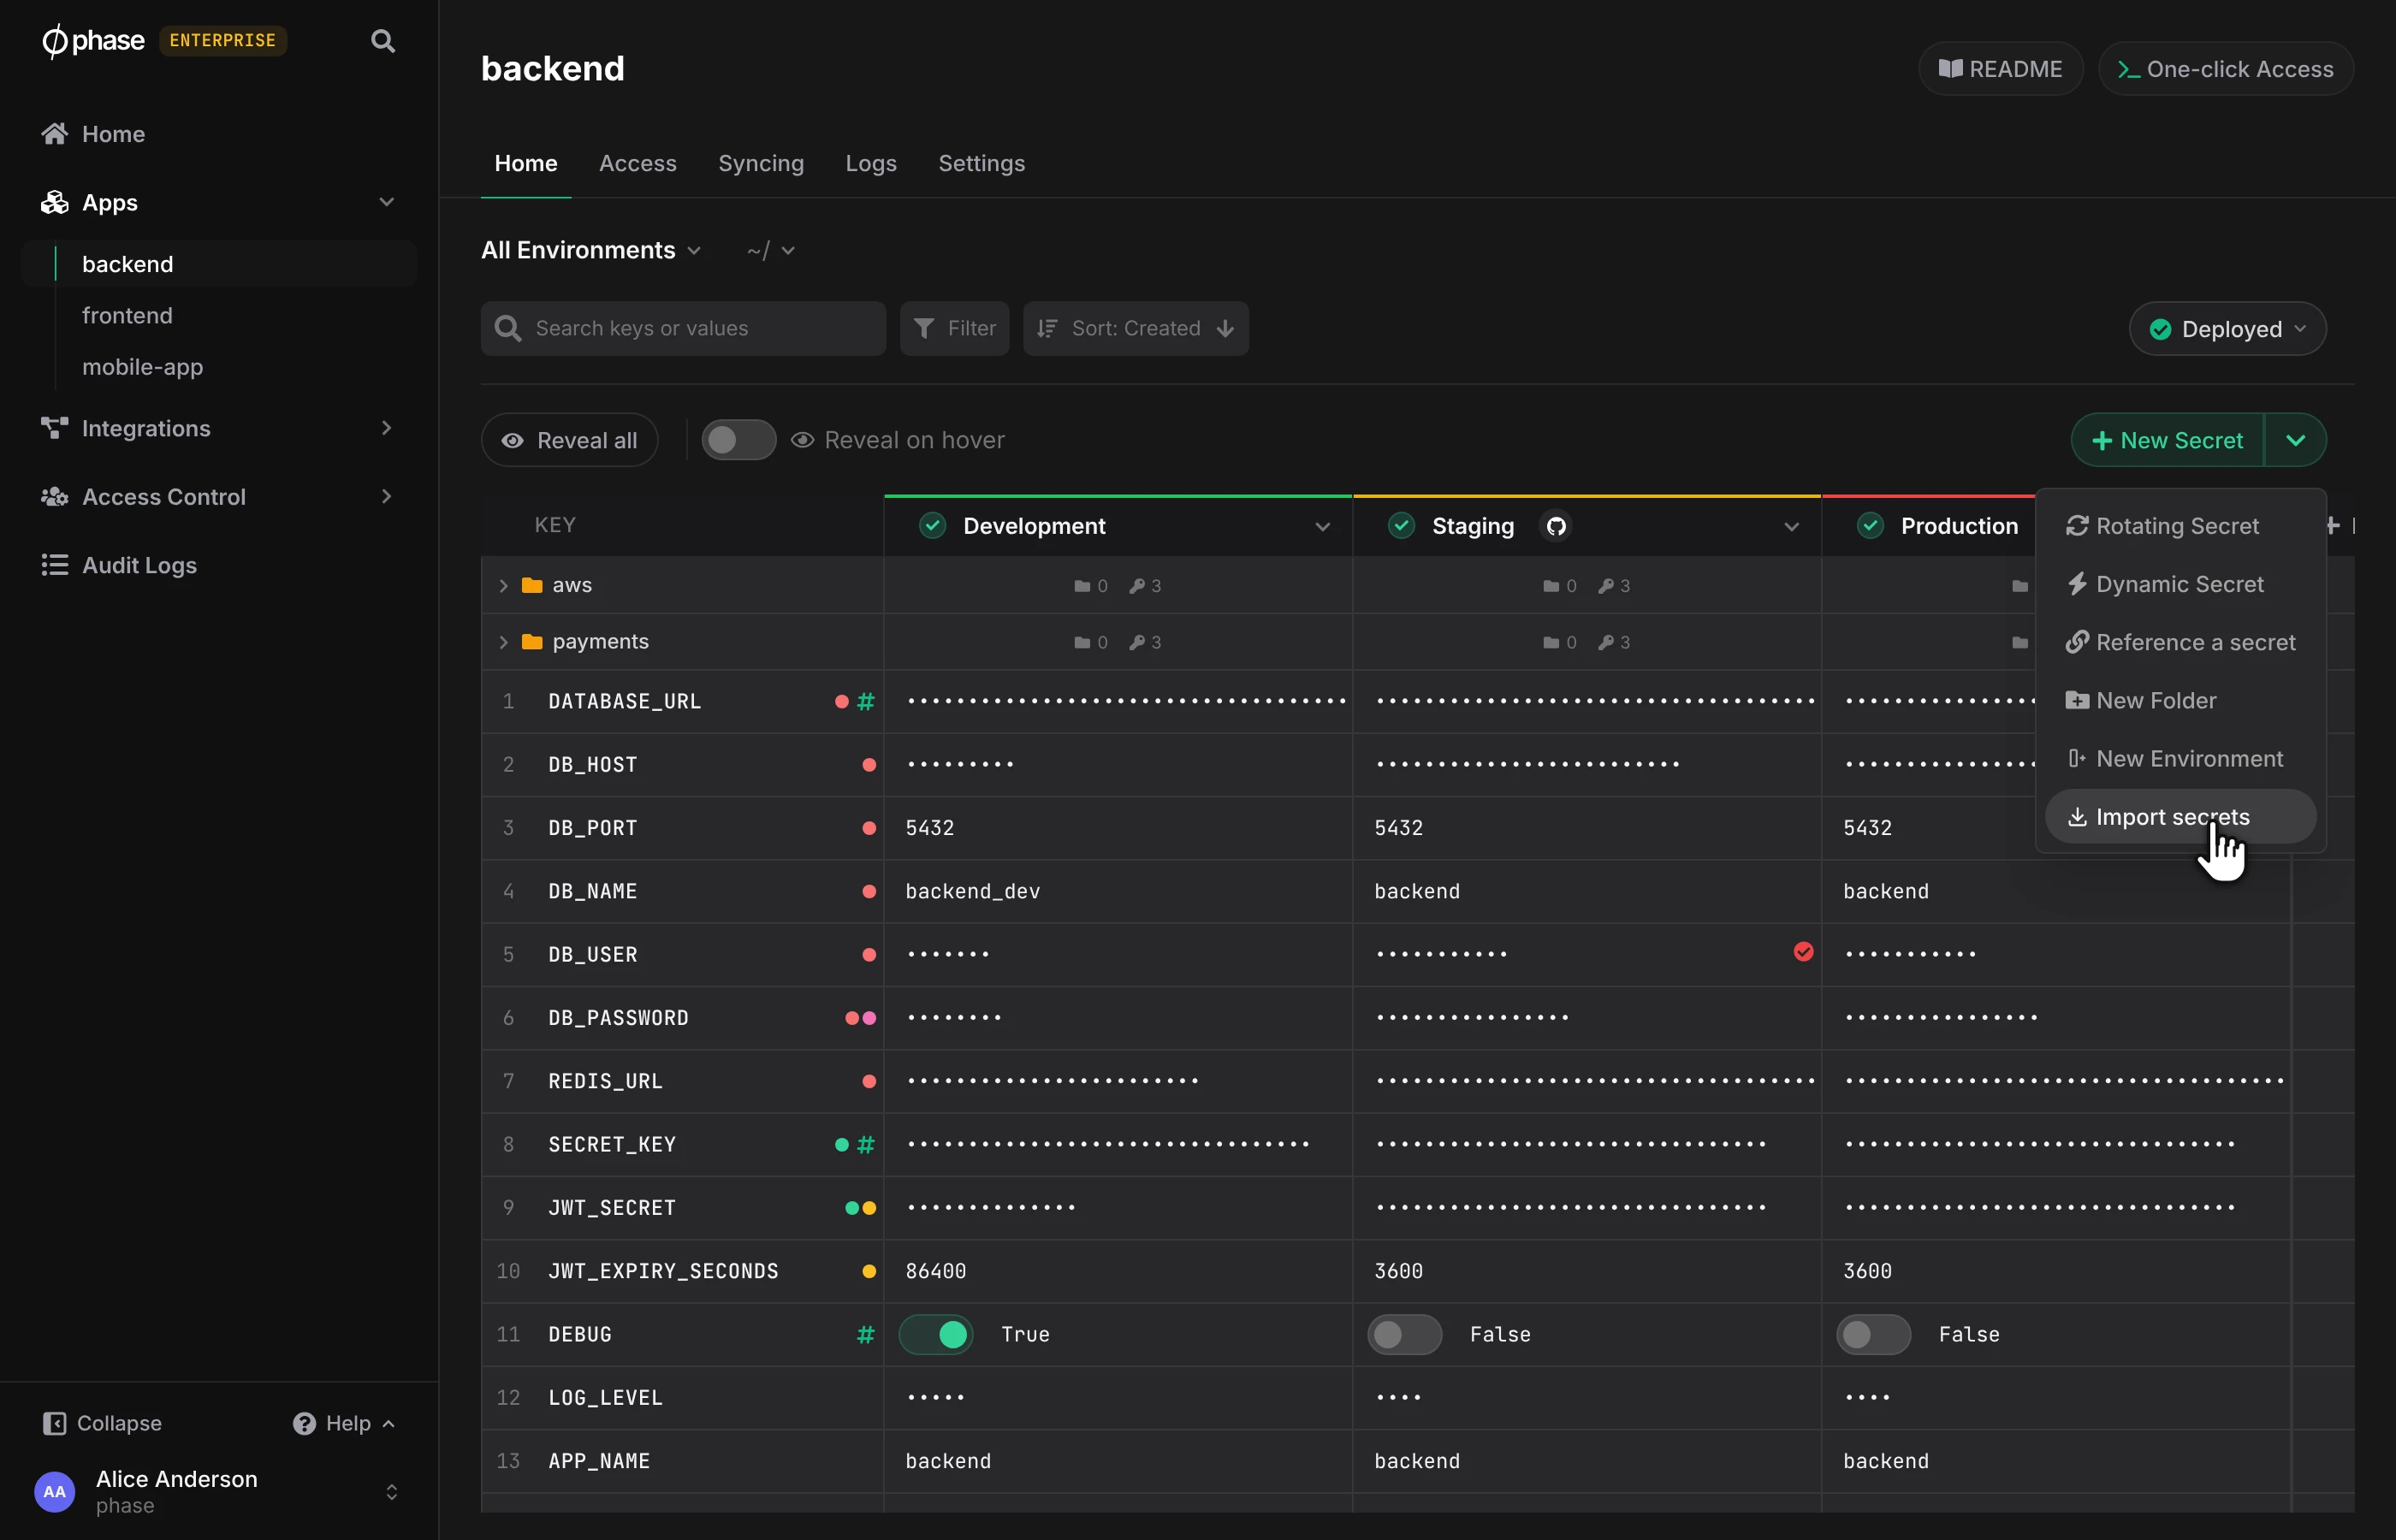 phase ENTERPRISE
Home
Apps
backend
frontend
mobile-app
Integrations
Access Control
Audit Logs
Collapse
Help
AA
Alice Anderson
phase
backend
README
One-click Access
Home Access Syncing Logs Settings
All Environments ~/
Search keys or values
Filter
Sort: Created
Deployed
Reveal all
Reveal on hover
New Secret
Rotating Secret
Dynamic Secret
Reference a secret
New Folder
New Environment
Import secrets
KEY Development Staging Production
aws 0 3 0 3
payments 0 3 0 3
1 DATABASE_URL # ••••••••••••••••••••••••••••••••• ••••••••••••••••••••••••••••••••• •••••••••••••••
2 DB_HOST ••••••••• ••••••••••••••••••••••• •••••••••••••••
3 DB_PORT 5432 5432 5432
4 DB_NAME backend_dev backend backend
5 DB_USER ••••••• ••••••••••• •••••••••••
6 DB_PASSWORD •••••••• ••••••••••••••• •••••••••••••••
7 REDIS_URL •••••••••••••••••••••• ••••••••••••••••••••••••••••••••• •••••••••••••••••••••••••••••••••
8 SECRET_KEY # ••••••••••••••••••••••••••••••• •••••••••••••••••••••••••••••• ••••••••••••••••••••••••••••••
9 JWT_SECRET ••••••••••••• •••••••••••••••••••••••••••••• ••••••••••••••••••••••••••••••
10 JWT_EXPIRY_SECONDS 86400 3600 3600
11 DEBUG # True False False
12 LOG_LEVEL ••••• •••• ••••
13 APP_NAME backend backend backend